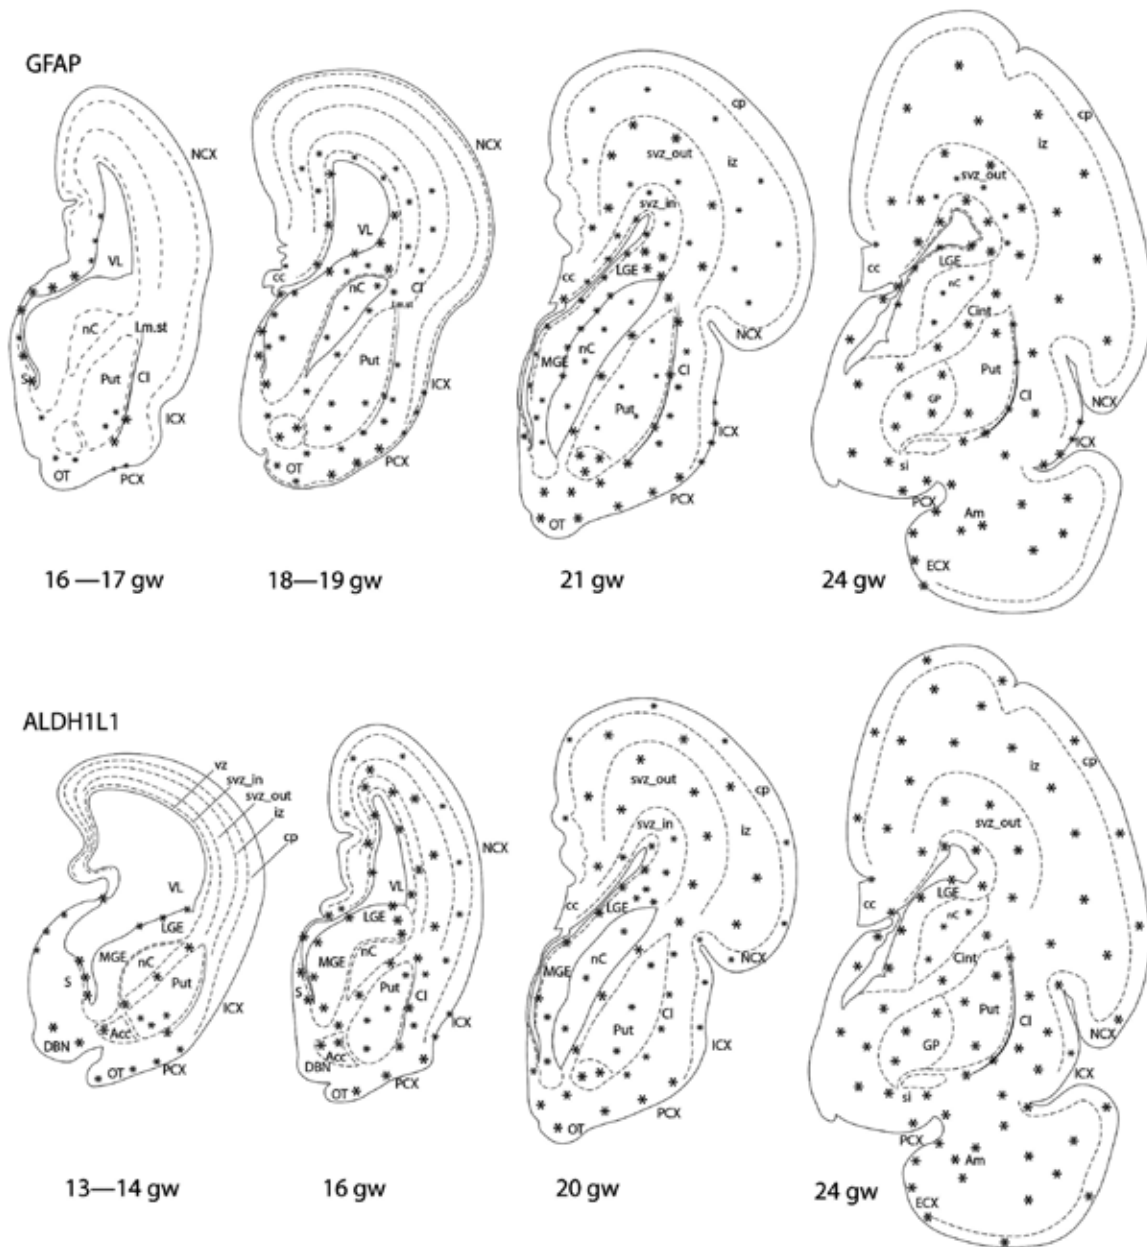 GFAP
NCX
VL
nC
Lm.st
S
Put
Cl
ICX
OT
PCX
16 —17 gw
NCX
VL
cc
nC
Cl
Lm.st
Put
ICX
OT
PCX
18—19 gw
cp
svz_out
iz
svz_in
cc
LGE
NCX
MGE
nC
Cl
Put
ICX
PCX
OT
21 gw
cp
iz
svz_out
cc
LGE
nC
Cint
Put
GP
Cl
NCX
ICX
si
PCX
Am
ECX
24 gw
ALDH1L1
vz
svz_in
svz_out
iz
cp
VL
LGE
MGE
nC
S
Put
Acc
ICX
DBN
OT
PCX
13—14 gw
NCX
VL
LGE
nC
MGE
Put
S
Cl
ICX
Acc
DBN
PCX
OT
16 gw
cp
svz_out
iz
svz_in
cc
LGE
NCX
MGE
nC
Cl
Put
ICX
PCX
OT
20 gw
iz
cp
svz_out
cc
LGE
nC
Cint
Put
Cl
GP
NCX
ICX
si
PCX
Am
ECX
24 gw